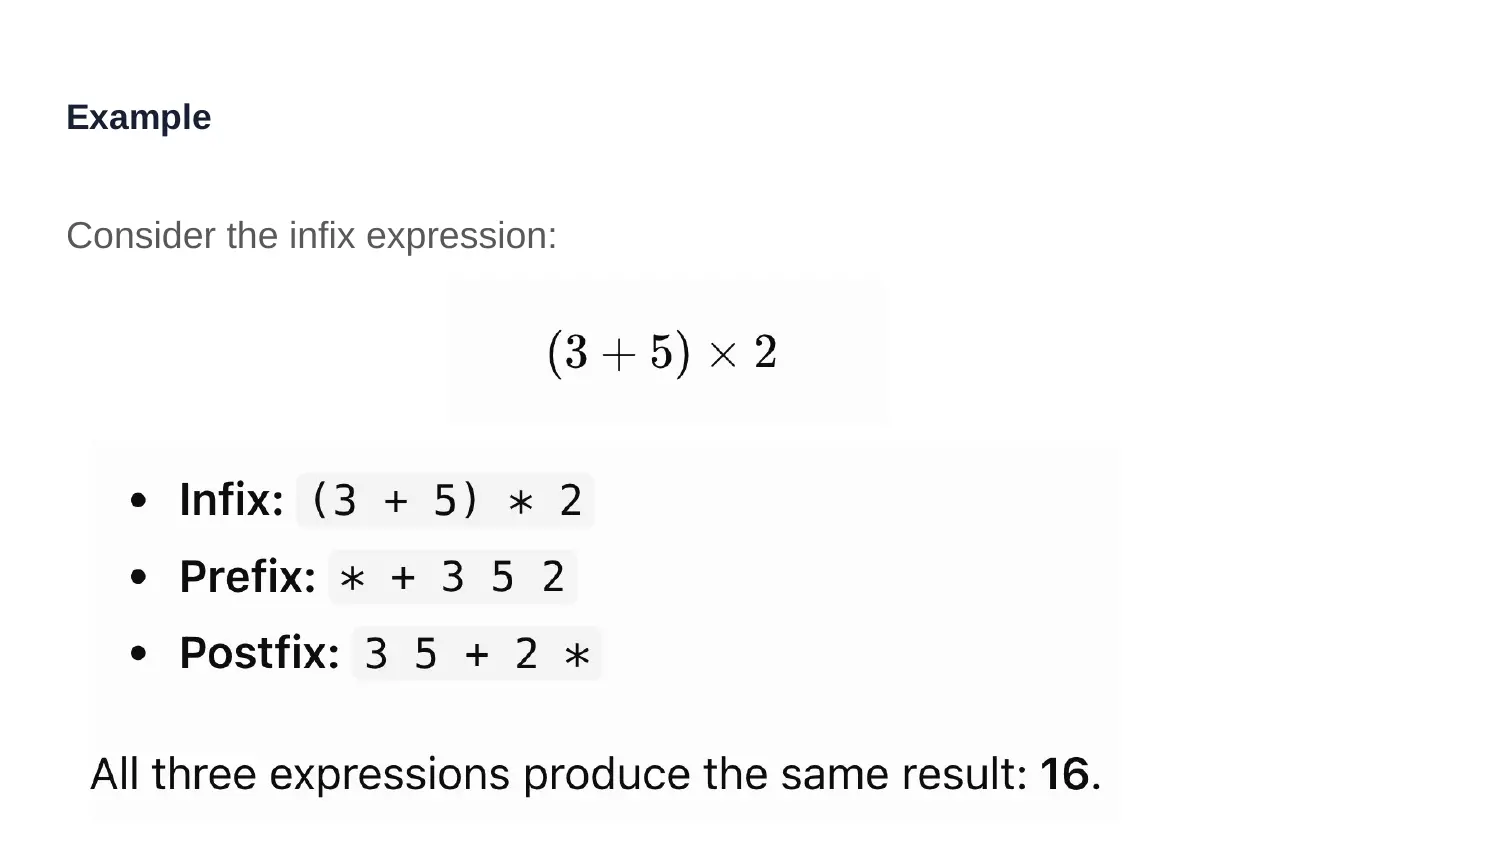 Example
Consider the infix expression:
(3 + 5) × 2
• Infix: (3 + 5) * 2
• Prefix: * + 3 5 2
• Postfix: 3 5 + 2 *
All three expressions produce the same result: 16.